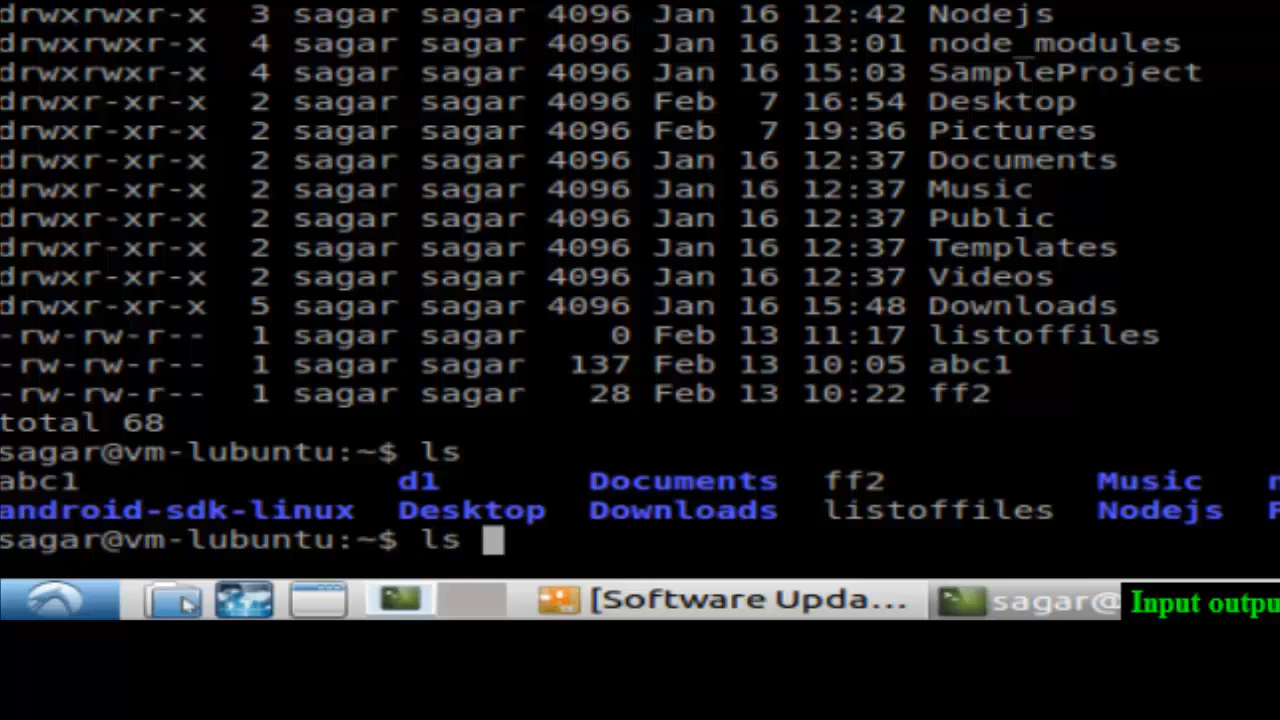 drwxrwxr-x 3 sagar sagar 4096 Jan 16 12:42 Nodejs
drwxrwxr-x 4 sagar sagar 4096 Jan 16 13:01 node_modules
drwxrwxr-x 4 sagar sagar 4096 Jan 16 15:03 SampleProject
drwxr-xr-x 2 sagar sagar 4096 Feb 7 16:54 Desktop
drwxr-xr-x 2 sagar sagar 4096 Feb 7 19:36 Pictures
drwxr-xr-x 2 sagar sagar 4096 Jan 16 12:37 Documents
drwxr-xr-x 2 sagar sagar 4096 Jan 16 12:37 Music
drwxr-xr-x 2 sagar sagar 4096 Jan 16 12:37 Public
drwxr-xr-x 2 sagar sagar 4096 Jan 16 12:37 Templates
drwxr-xr-x 2 sagar sagar 4096 Jan 16 12:37 Videos
drwxr-xr-x 5 sagar sagar 4096 Jan 16 15:48 Downloads
-rw-rw-r-- 1 sagar sagar 0 Feb 13 11:17 listoffiles
-rw-rw-r-- 1 sagar sagar 137 Feb 13 10:05 abc1
-rw-rw-r-- 1 sagar sagar 28 Feb 13 10:22 ff2
total 68
sagar@vm-lubuntu:~$ ls
abc1 d1 Documents ff2 Music
android-sdk-linux Desktop Downloads listoffiles Nodejs
sagar@vm-lubuntu:~$ ls
[Software Upda... sagar@ Input outpu